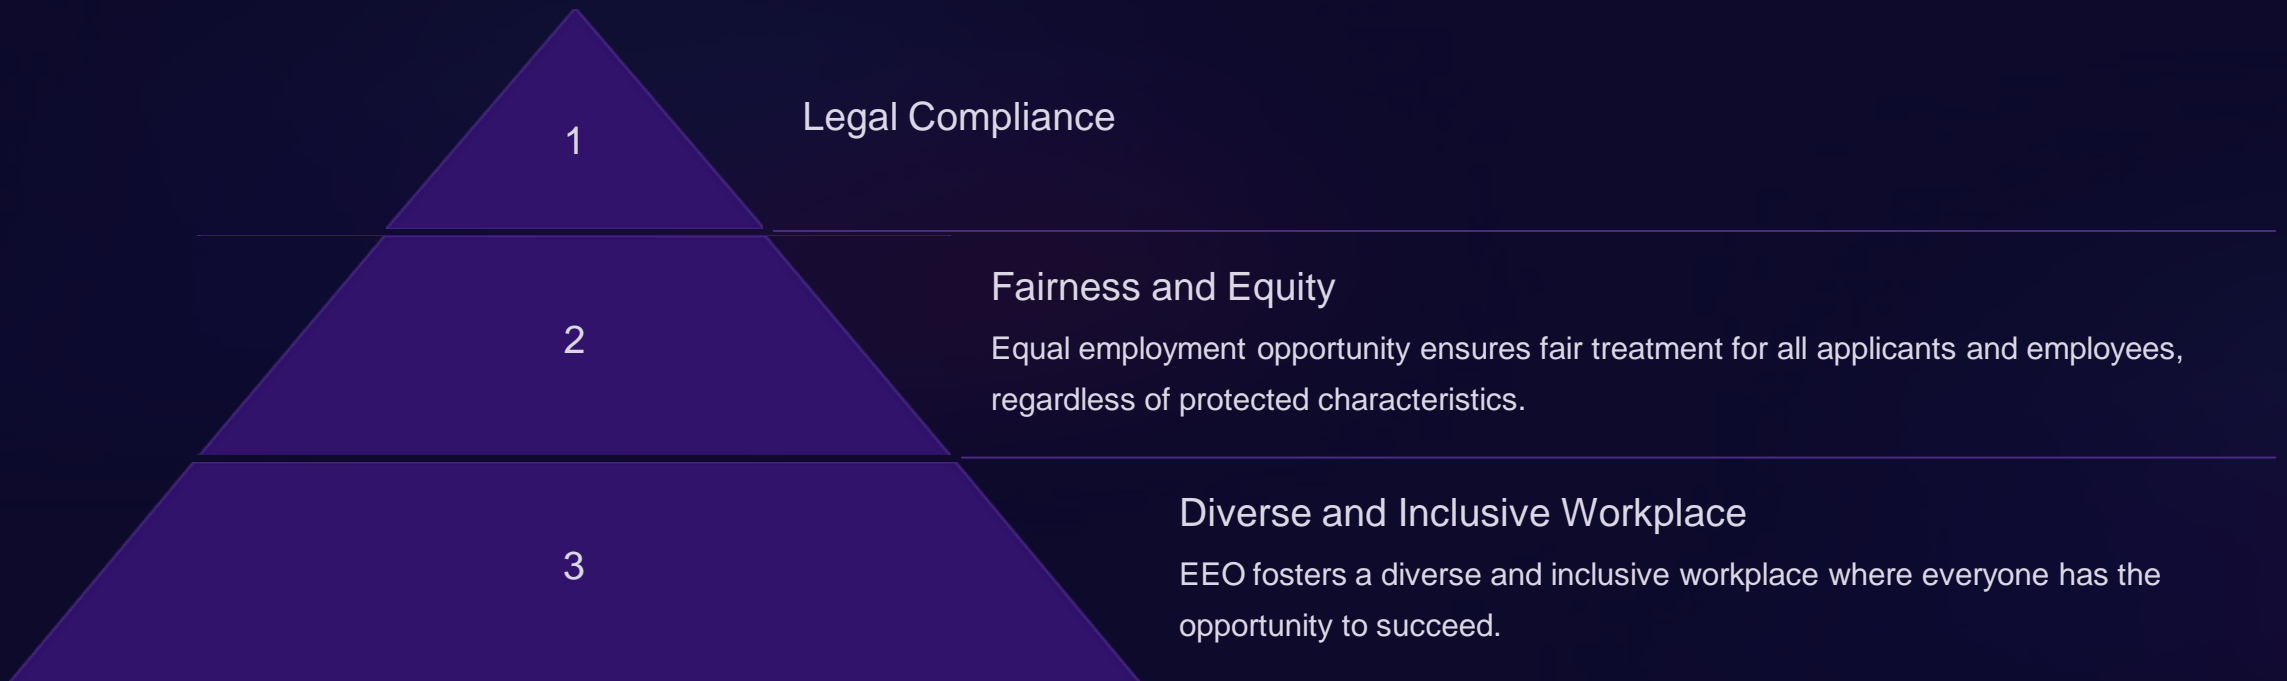 1
Legal Compliance
2
Fairness and Equity
Equal employment opportunity ensures fair treatment for all applicants and employees,
regardless of protected characteristics.
3
Diverse and Inclusive Workplace
EEO fosters a diverse and inclusive workplace where everyone has the
opportunity to succeed.